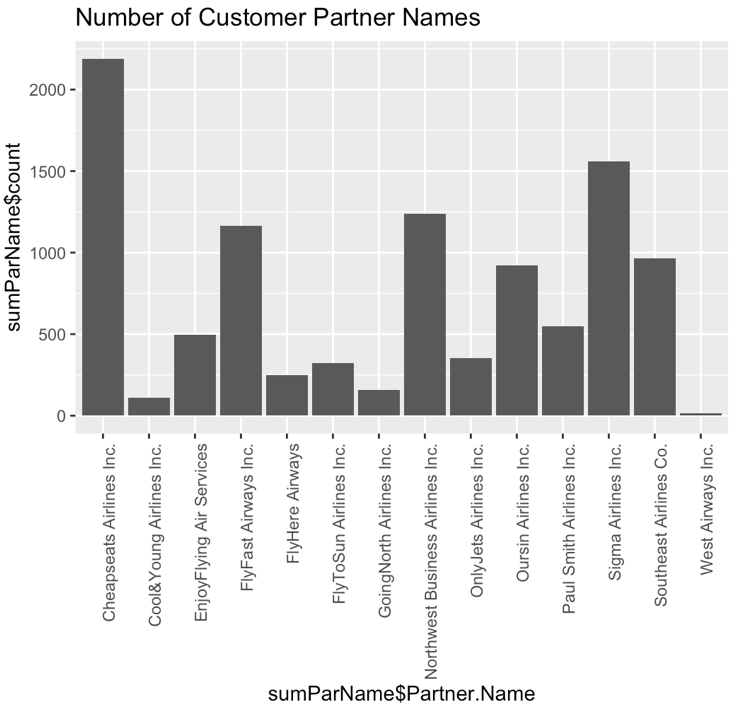 Number of Customer Partner Names
sumParName$count
2000
1500
1000
500
0
Cheapseats Airlines Inc.
Cool&Young Airlines Inc.
EnjoyFlying Air Services
FlyFast Airways Inc.
FlyHere Airways
FlyToSun Airlines Inc.
GoingNorth Airlines Inc.
Northwest Business Airlines Inc.
OnlyJets Airlines Inc.
Oursin Airlines Inc.
Paul Smith Airlines Inc.
Sigma Airlines Inc.
Southeast Airlines Co.
West Airways Inc.
sumParName$Partner.Name